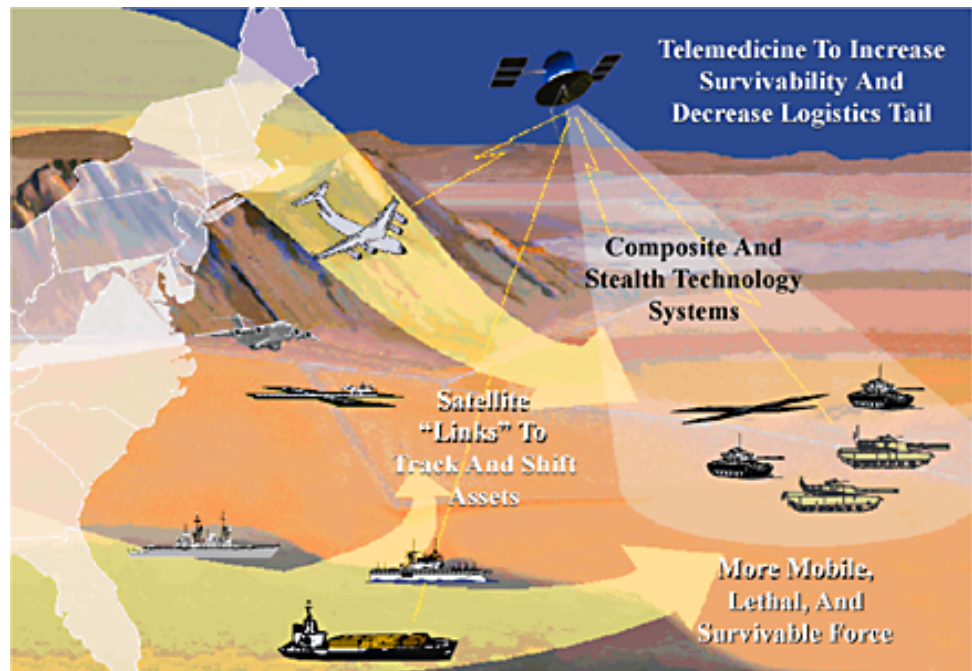 Telemedicine To Increase
Survivability And
Decrease Logistics Tail
Composite And
Stealth Technology
Systems
Satellite
“Links” To
Track And Shift
Assets
More Mobile,
Lethal, And
Survivable Force